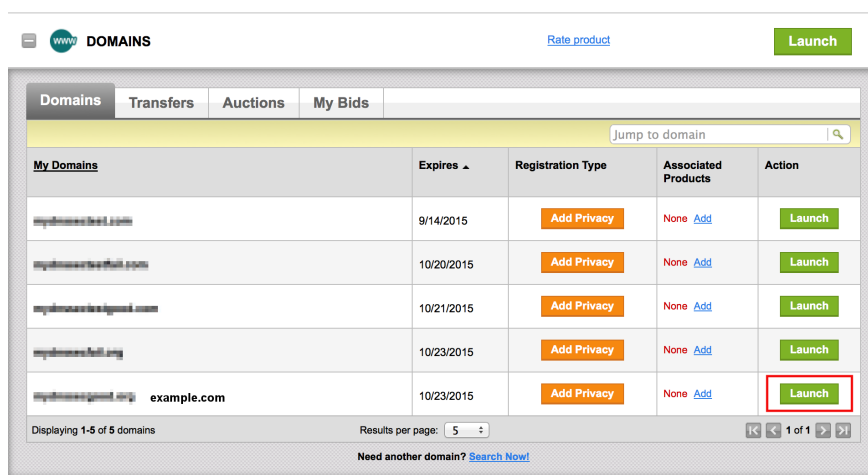 www DOMAINS Rate product Launch
Domains Transfers Auctions My Bids
Jump to domain
My Domains Expires Registration Type Associated Products Action
9/14/2015 Add Privacy None Add Launch
10/20/2015 Add Privacy None Add Launch
10/21/2015 Add Privacy None Add Launch
10/23/2015 Add Privacy None Add Launch
example.com 10/23/2015 Add Privacy None Add Launch
Displaying 1-5 of 5 domains Results per page: 5 1 of 1
Need another domain? Search Now!